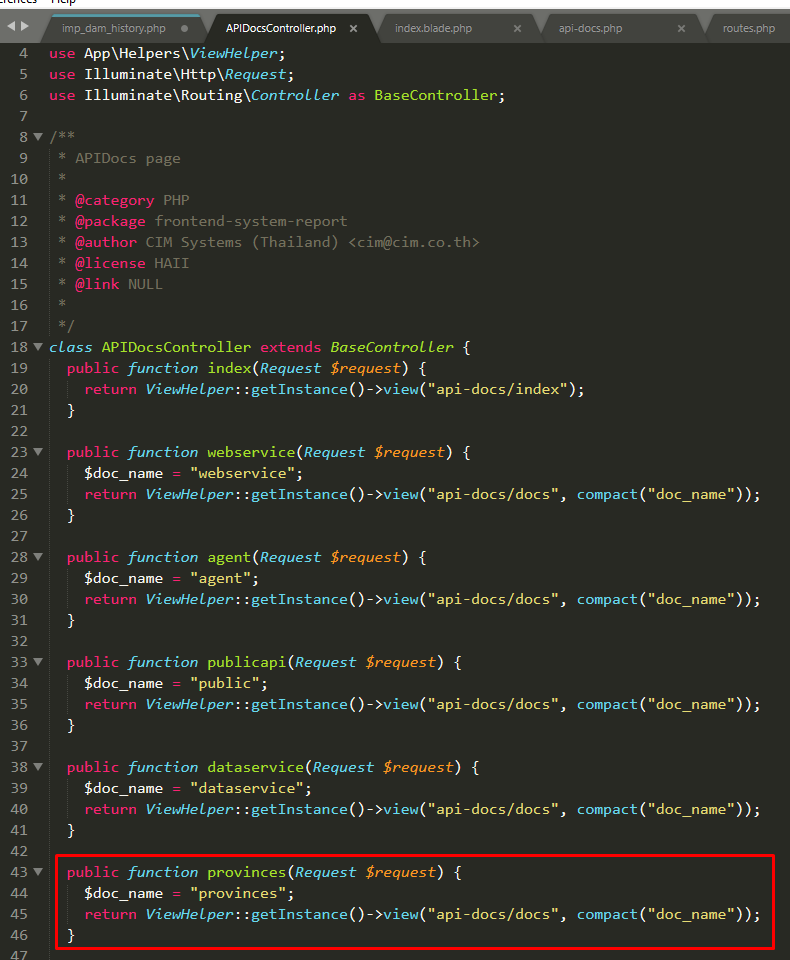 imp_dam_history.php APIDocsController.php index.blade.php api-docs.php routes.php
4 use App\Helpers\ViewHelper;
5 use Illuminate\Http\Request;
6 use Illuminate\Routing\Controller as BaseController;
7
8 /**
9 * APIDocs page
10 *
11 * @category PHP
12 * @package frontend-system-report
13 * @author CIM Systems (Thailand) <cim@cim.co.th>
14 * @license HAII
15 * @link NULL
16 *
17 */
18 class APIDocsController extends BaseController {
19 public function index(Request $request) {
20 return ViewHelper::getInstance()->view("api-docs/index");
21 }
22
23 public function webservice(Request $request) {
24 $doc_name = "webservice";
25 return ViewHelper::getInstance()->view("api-docs/docs", compact("doc_name"));
26 }
27
28 public function agent(Request $request) {
29 $doc_name = "agent";
30 return ViewHelper::getInstance()->view("api-docs/docs", compact("doc_name"));
31 }
32
33 public function publicapi(Request $request) {
34 $doc_name = "public";
35 return ViewHelper::getInstance()->view("api-docs/docs", compact("doc_name"));
36 }
37
38 public function dataservice(Request $request) {
39 $doc_name = "dataservice";
40 return ViewHelper::getInstance()->view("api-docs/docs", compact("doc_name"));
41 }
42
43 public function provinces(Request $request) {
44 $doc_name = "provinces";
45 return ViewHelper::getInstance()->view("api-docs/docs", compact("doc_name"));
46 }
47